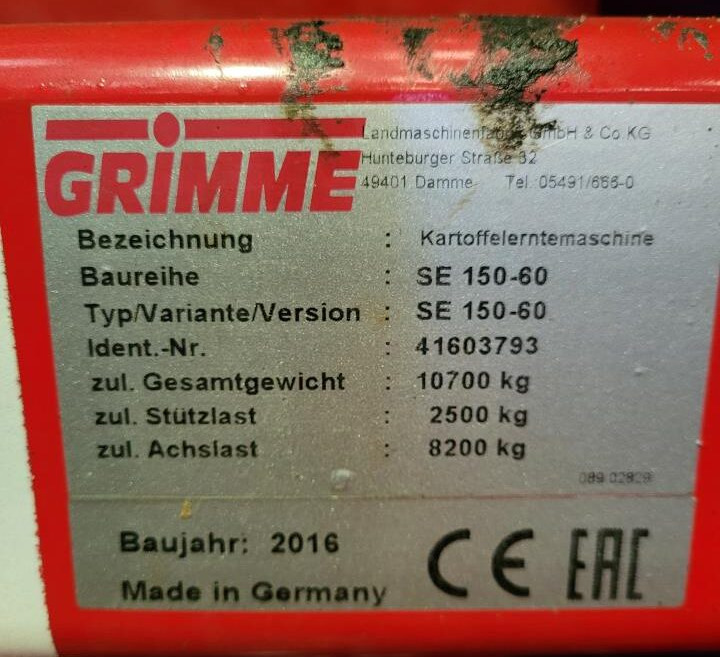 GRIMME
Landmaschinenfabrik GmbH & Co.KG
Hunteburger Straße 32
49401 Damme Tel. 05491/666-0
Bezeichnung : Kartoffelerntemaschine
Baureihe : SE 150-60
Typ/Variante/Version : SE 150-60
Ident.-Nr. : 41603793
zul. Gesamtgewicht : 10700 kg
zul. Stützlast : 2500 kg
zul. Achslast : 8200 kg
089.02829
Baujahr: 2016
Made in Germany
CE EAC